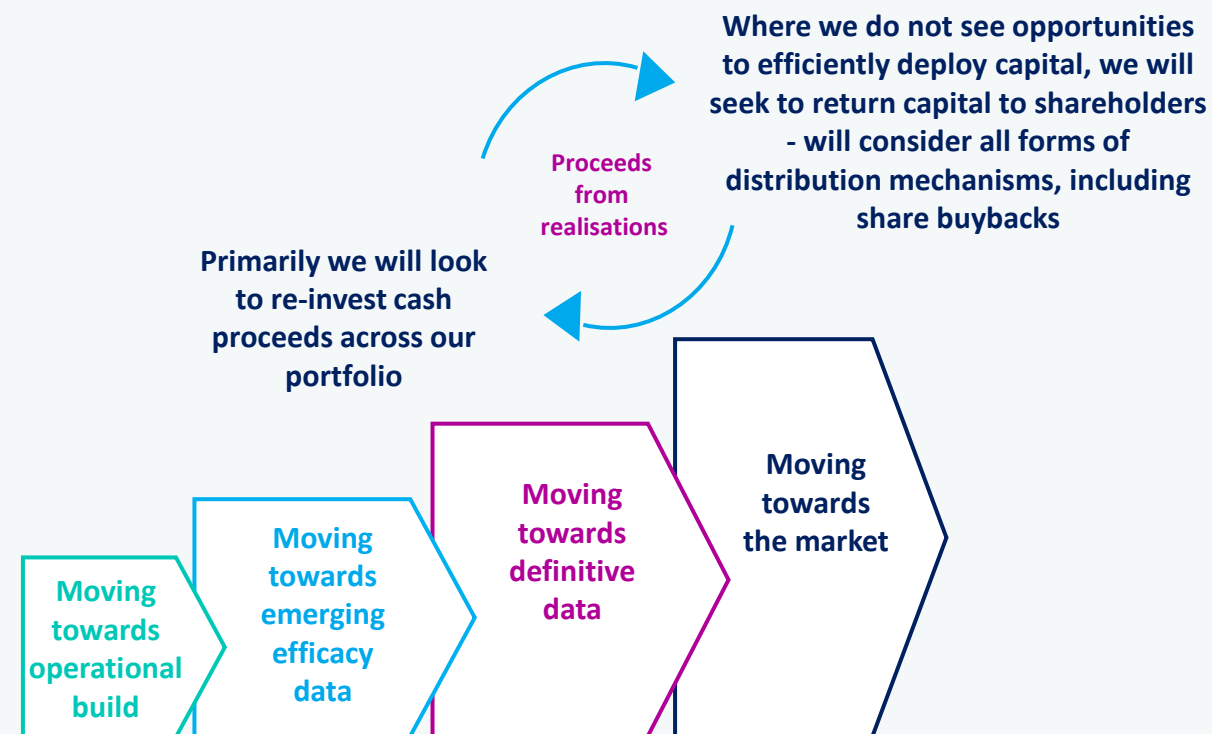 Where we do not see opportunities
to efficiently deploy capital, we will
seek to return capital to shareholders
- will consider all forms of
distribution mechanisms, including
share buybacks
Proceeds
from
realisations
Primarily we will look
to re-invest cash
proceeds across our
portfolio
Moving
towards
operational
build
Moving
towards
emerging
efficacy
data
Moving
towards
definitive
data
Moving
towards
the market